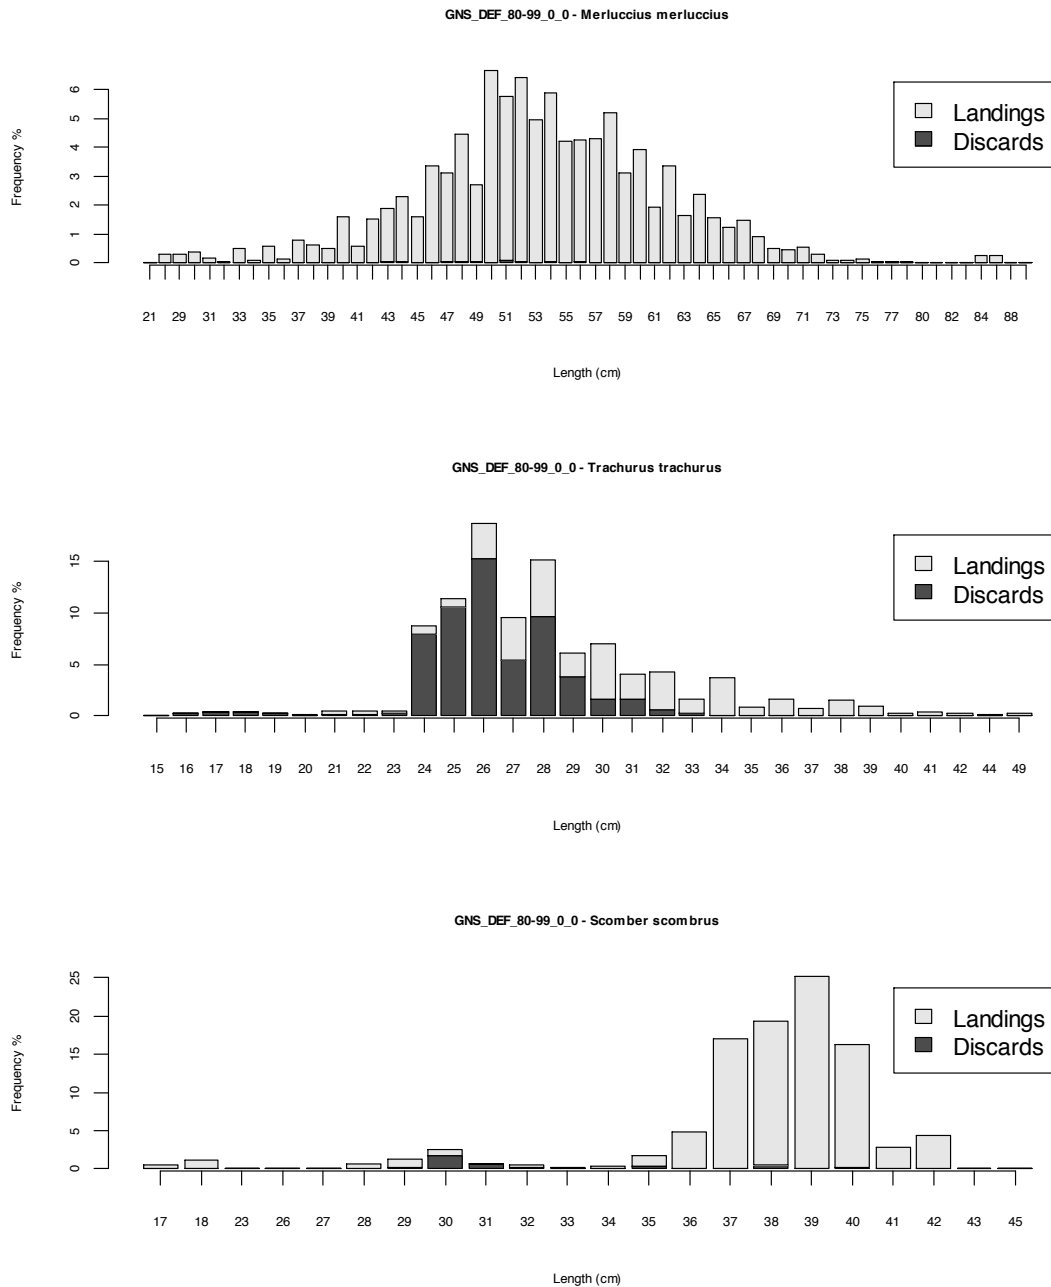 GNS_DEF_80-99_0_0 - Merluccius merluccius
Frequency %
0 1 2 3 4 5 6
Landings
Discards
21 29 31 33 35 37 39 41 43 45 47 49 51 53 55 57 59 61 63 65 67 69 71 73 75 77 80 82 84 88
Length (cm)
GNS_DEF_80-99_0_0 - Trachurus trachurus
Frequency %
0 5 10 15
Landings
Discards
15 16 17 18 19 20 21 22 23 24 25 26 27 28 29 30 31 32 33 34 35 36 37 38 39 40 41 42 44 49
Length (cm)
GNS_DEF_80-99_0_0 - Scomber scombrus
Frequency %
0 5 10 15 20 25
Landings
Discards
17 18 23 26 27 28 29 30 31 32 33 34 35 36 37 38 39 40 41 42 43 45
Length (cm)